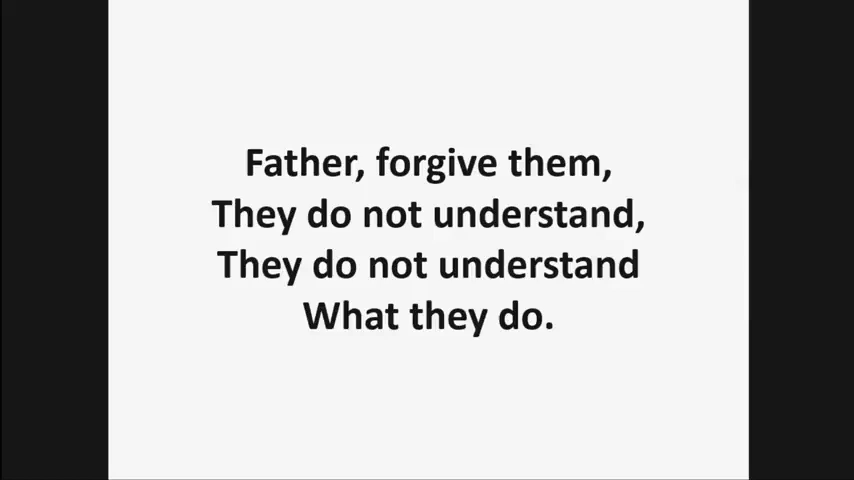 Father, forgive them,
They do not understand,
They do not understand
What they do.